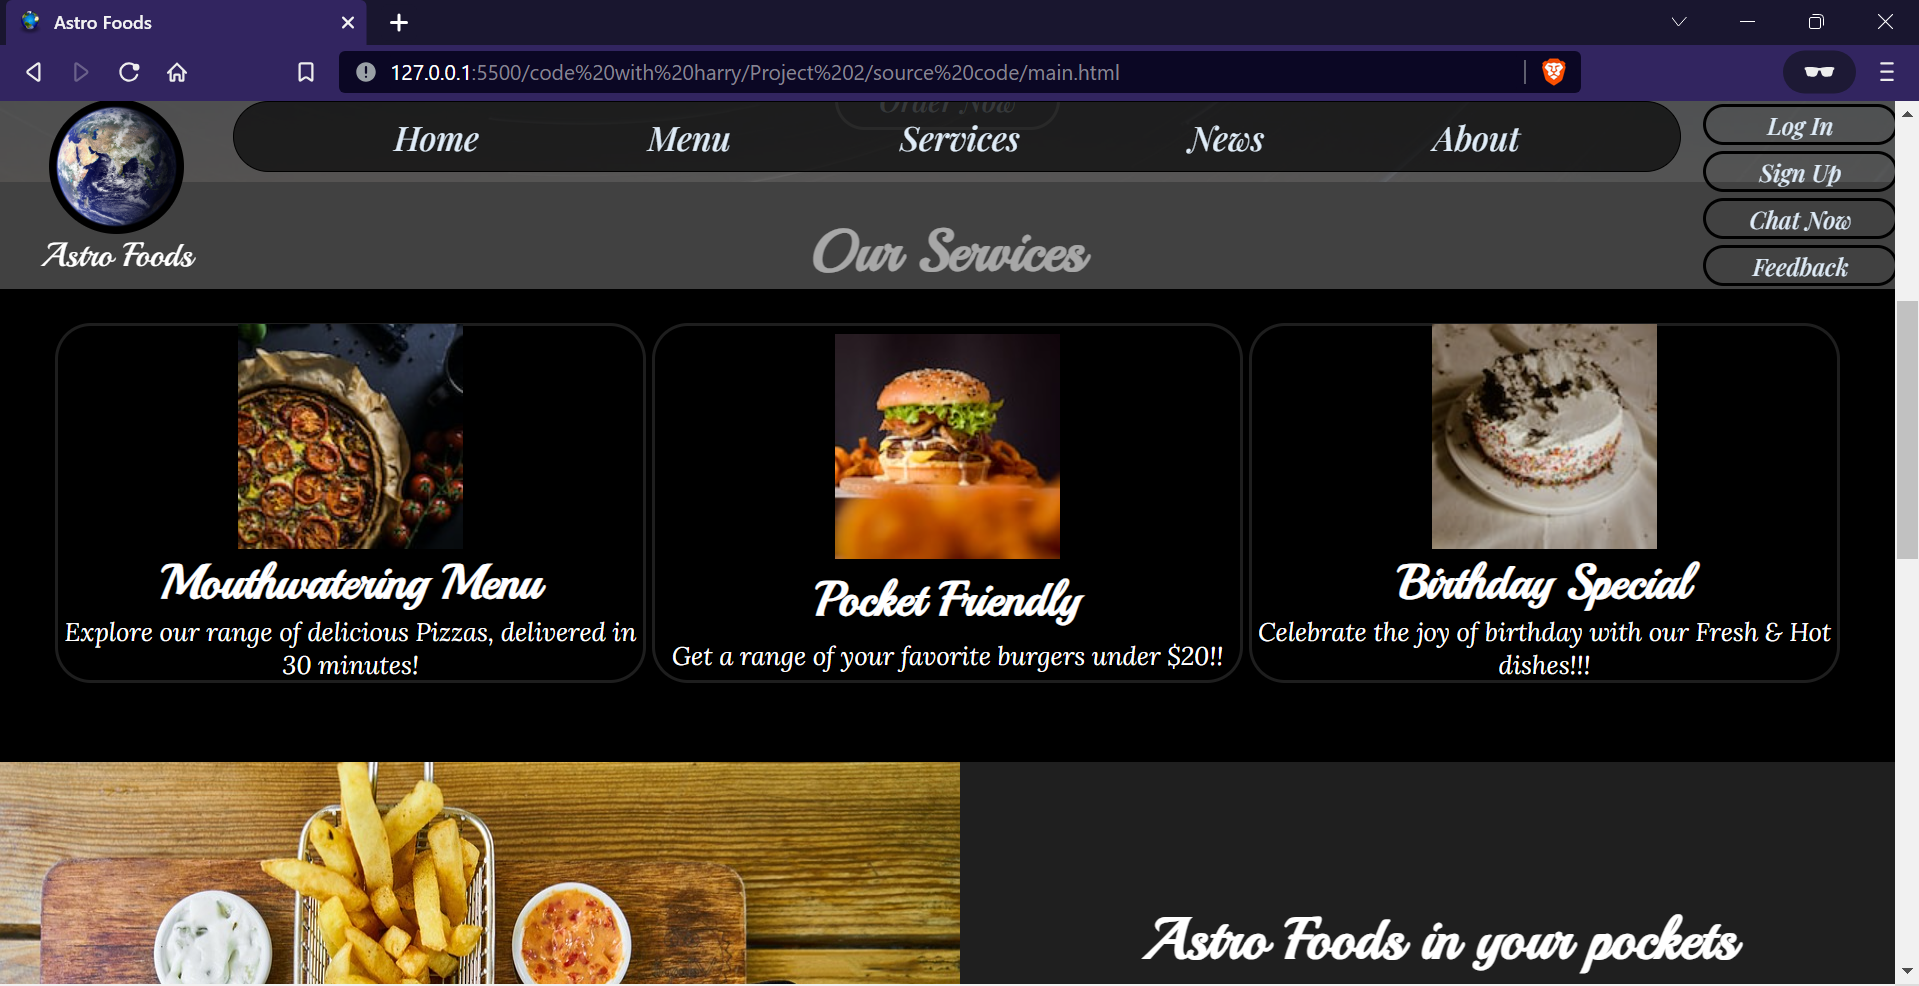 Astro Foods
127.0.0.1:5500/code%20with%20harry/Project%202/source%20code/main.html
Order Now
Home Menu Services News About
Log In
Sign Up
Chat Now
Feedback
Astro Foods
Our Services
Mouthwatering Menu
Explore our range of delicious Pizzas, delivered in
30 minutes!
Pocket Friendly
Get a range of your favorite burgers under $20!!
Birthday Special
Celebrate the joy of birthday with our Fresh & Hot
dishes!!!
Astro Foods in your pockets